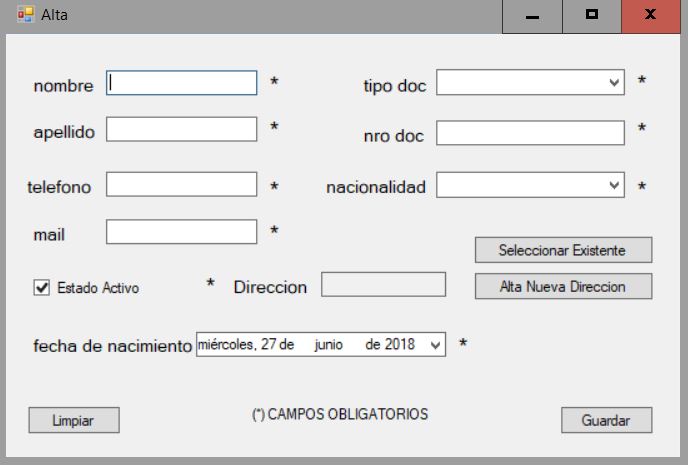 Alta
nombre * tipo doc *
apellido * nro doc *
telefono * nacionalidad *
mail *
Seleccionar Existente
Estado Activo * Direccion Alta Nueva Direccion
fecha de nacimiento miércoles, 27 de junio de 2018 *
Limpiar (*) CAMPOS OBLIGATORIOS Guardar